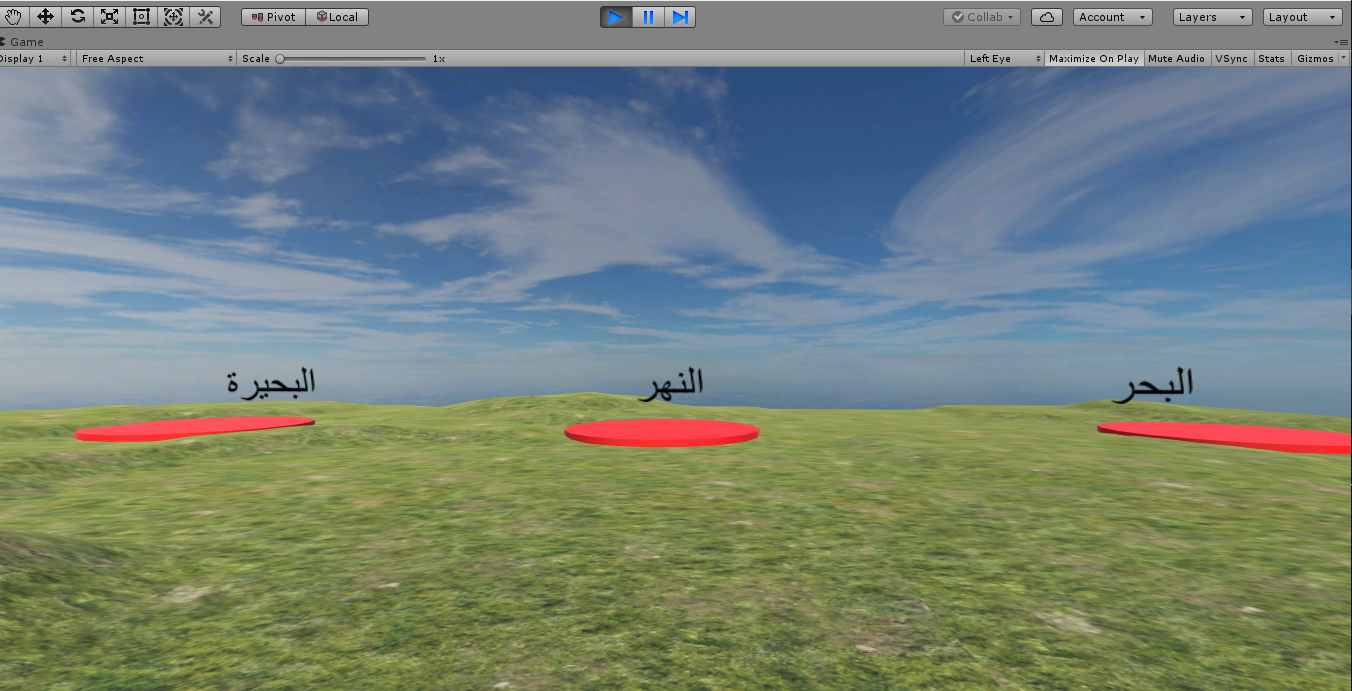 Pivot Local Collab Account Layers Layout
Game
Display 1 Free Aspect Scale 1x Left Eye Maximize On Play Mute Audio VSync Stats Gizmos
البحيرة النهر البحر